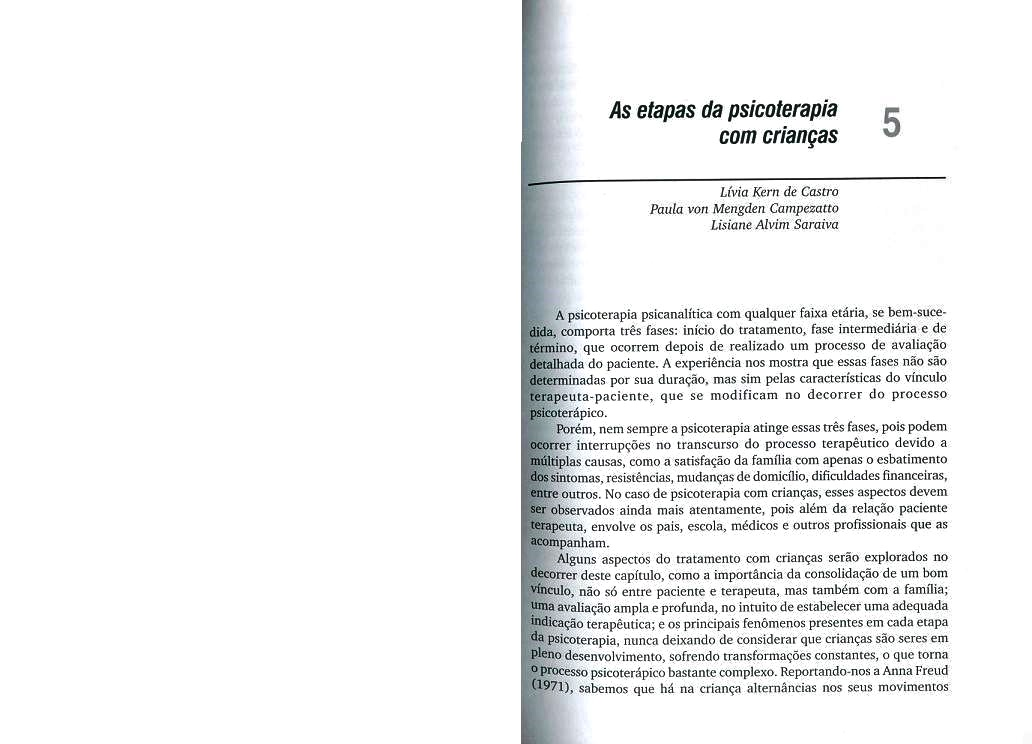 As etapas da psicoterapia
com crianças
5
Lívia Kern de Castro
Paula von Mengden Campezatto
Lisiane Alvim Saraiva
A psicoterapia psicanalítica com qualquer faixa etária, se bem-suce-
dida, comporta três fases: início do tratamento, fase intermediária e de
término, que ocorrem depois de realizado um processo de avaliação
detalhada do paciente. A experiência nos mostra que essas fases não são
determinadas por sua duração, mas sim pelas características do vínculo
terapeuta-paciente, que se modificam no decorrer do processo
psicoterápico.
Porém, nem sempre a psicoterapia atinge essas três fases, pois podem
ocorrer interrupções no transcurso do processo terapêutico devido a
múltiplas causas, como a satisfação da família com apenas o esbatimento
dos sintomas, resistências, mudanças de domicílio, dificuldades financeiras,
entre outros. No caso de psicoterapia com crianças, esses aspectos devem
ser observados ainda mais atentamente, pois além da relação paciente
terapeuta, envolve os pais, escola, médicos e outros profissionais que as
acompanham.
Alguns aspectos do tratamento com crianças serão explorados no
decorrer deste capítulo, como a importância da consolidação de um bom
vínculo, não só entre paciente e terapeuta, mas também com a família;
uma avaliação ampla e profunda, no intuito de estabelecer uma adequada
indicação terapêutica; e os principais fenômenos presentes em cada etapa
da psicoterapia, nunca deixando de considerar que crianças são seres em
pleno desenvolvimento, sofrendo transformações constantes, o que torna
o processo psicoterápico bastante complexo. Reportando-nos a Anna Freud
(1971), sabemos que há na criança alternâncias nos seus movimentos